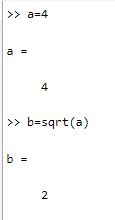 >> a=4
a =
4
>> b=sqrt(a)
b =
2